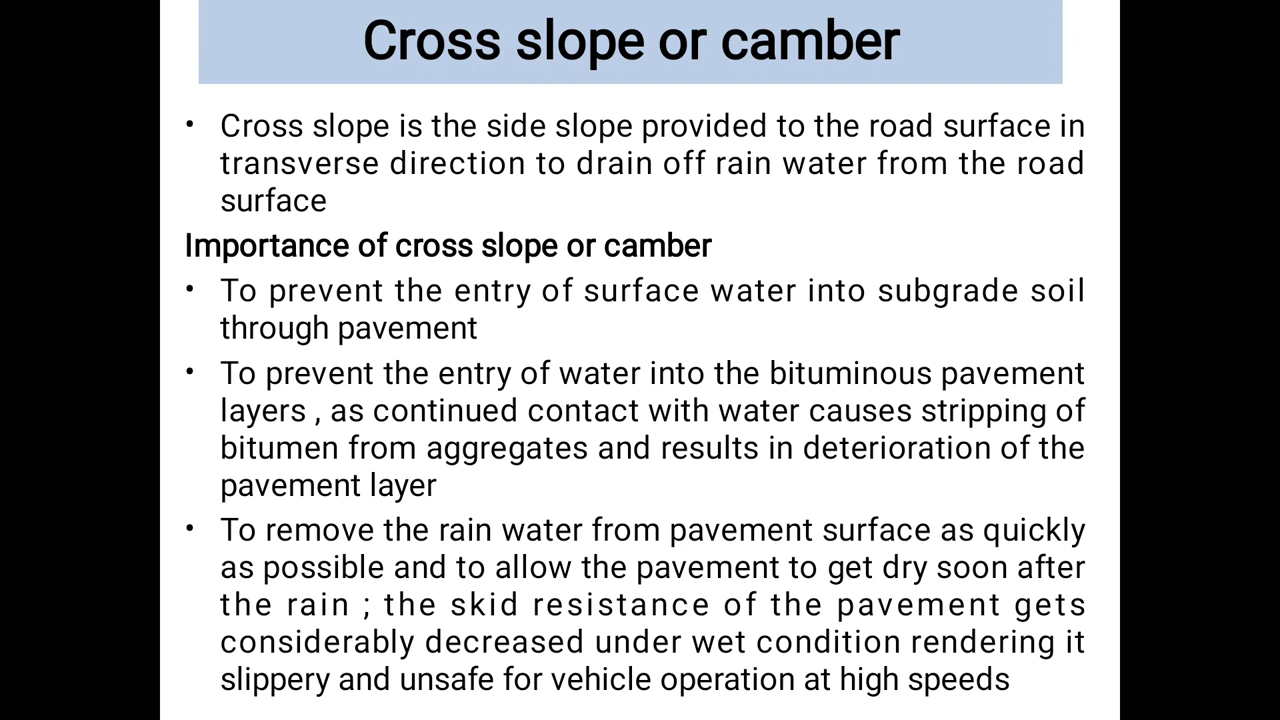 Cross slope or camber
• Cross slope is the side slope provided to the road surface in
transverse direction to drain off rain water from the road
surface
Importance of cross slope or camber
• To prevent the entry of surface water into subgrade soil
through pavement
• To prevent the entry of water into the bituminous pavement
layers , as continued contact with water causes stripping of
bitumen from aggregates and results in deterioration of the
pavement layer
• To remove the rain water from pavement surface as quickly
as possible and to allow the pavement to get dry soon after
the rain ; the skid resistance of the pavement gets
considerably decreased under wet condition rendering it
slippery and unsafe for vehicle operation at high speeds